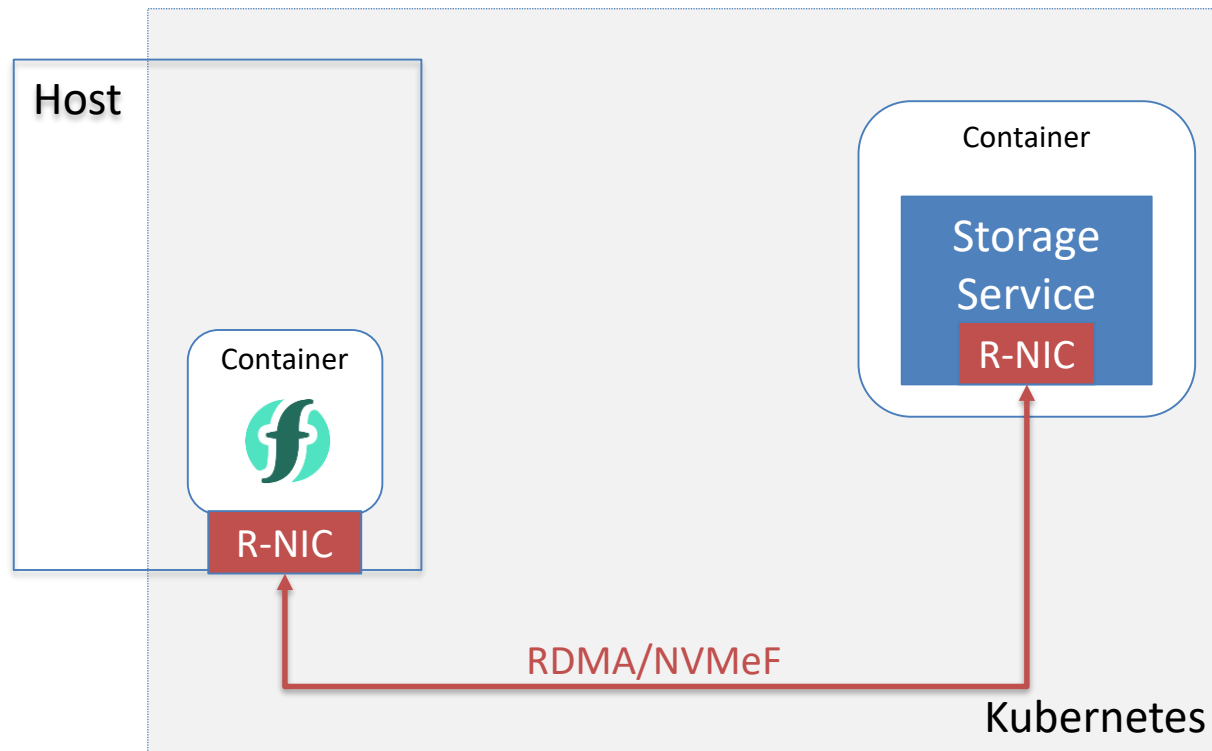 Host
Container
R-NIC
Container
Storage
Service
R-NIC
RDMA/NVMeF
Kubernetes